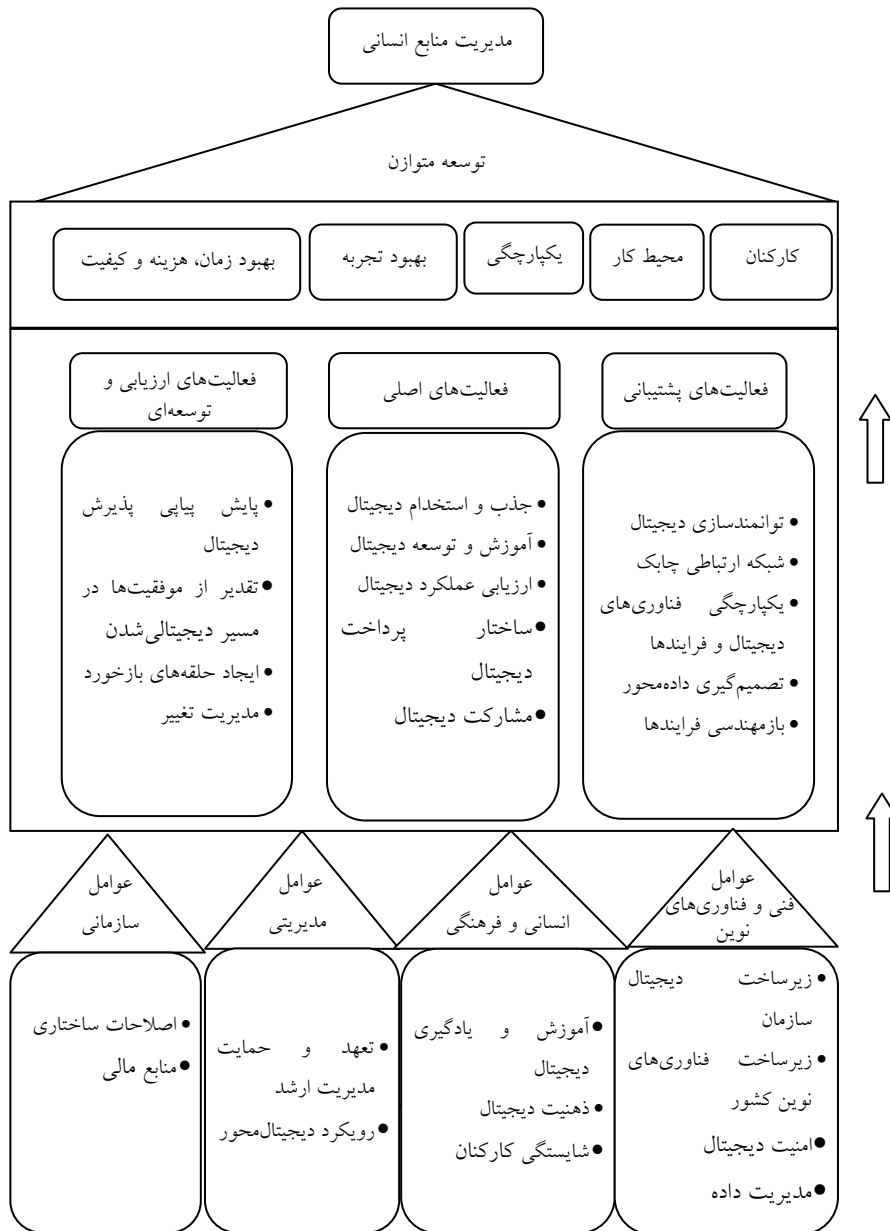 مدیریت منابع انسانی
توسعه متوازن
کارکنان
محیط کار
یکپارچگی
بهبود تجربه
بهبود زمان، هزینه و کیفیت
فعالیت‌های پشتیبانی
توانمندسازی دیجیتال
شبکه ارتباطی چابک
یکپارچگی فناوری‌های
دیجیتال و فرایندها
تصمیم‌گیری داده‌محور
بازمهندسی فرایندها
فعالیت‌های اصلی
جذب و استخدام دیجیتال
آموزش و توسعه دیجیتال
ارزیابی عملکرد دیجیتال
ساختار پرداخت
دیجیتال
مشارکت دیجیتال
فعالیت‌های ارزیابی و
توسعه‌ای
پایش پیاپی پذیرش
دیجیتال
تقدیر از موفقیت‌ها در
مسیر دیجیتالی‌شدن
ایجاد حلقه‌های بازخورد
مدیریت تغییر
عوامل
فنی و فناوری‌های
نوین
زیرساخت دیجیتال
سازمان
زیرساخت فناوری‌های
نوین کشور
امنیت دیجیتال
مدیریت داده
عوامل
انسانی و فرهنگی
آموزش و یادگیری
دیجیتال
ذهنیت دیجیتال
شایستگی کارکنان
عوامل
مدیریتی
تعهد و حمایت
مدیریت ارشد
رویکرد دیجیتال‌محور
عوامل
سازمانی
اصلاحات ساختاری
منابع مالی